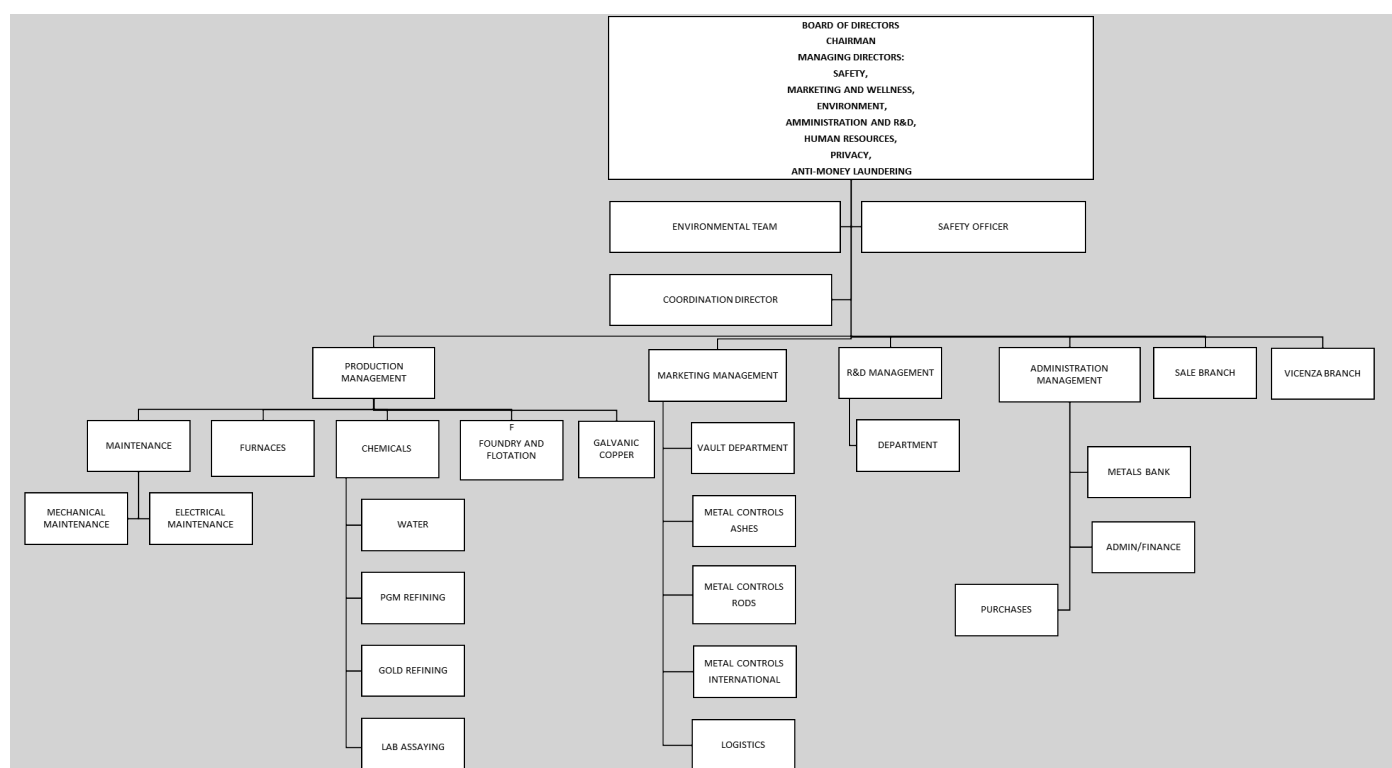 BOARD OF DIRECTORS
CHAIRMAN
MANAGING DIRECTORS:
SAFETY,
MARKETING AND WELLNESS,
ENVIRONMENT,
AMMINISTRATION AND R&D,
HUMAN RESOURCES,
PRIVACY,
ANTI-MONEY LAUNDERING
ENVIRONMENTAL TEAM
SAFETY OFFICER
COORDINATION DIRECTOR
PRODUCTION
MANAGEMENT
MARKETING MANAGEMENT
R&D MANAGEMENT
ADMINISTRATION
MANAGEMENT
SALE BRANCH
VICENZA BRANCH
MAINTENANCE
FURNACES
CHEMICALS
F
FOUNDRY AND
FLOTATION
GALVANIC
COPPER
VAULT DEPARTMENT
DEPARTMENT
METALS BANK
MECHANICAL
MAINTENANCE
ELECTRICAL
MAINTENANCE
WATER
METAL CONTROLS
ASHES
ADMIN/FINANCE
PGM REFINING
METAL CONTROLS
RODS
PURCHASES
GOLD REFINING
METAL CONTROLS
INTERNATIONAL
LAB ASSAYING
LOGISTICS